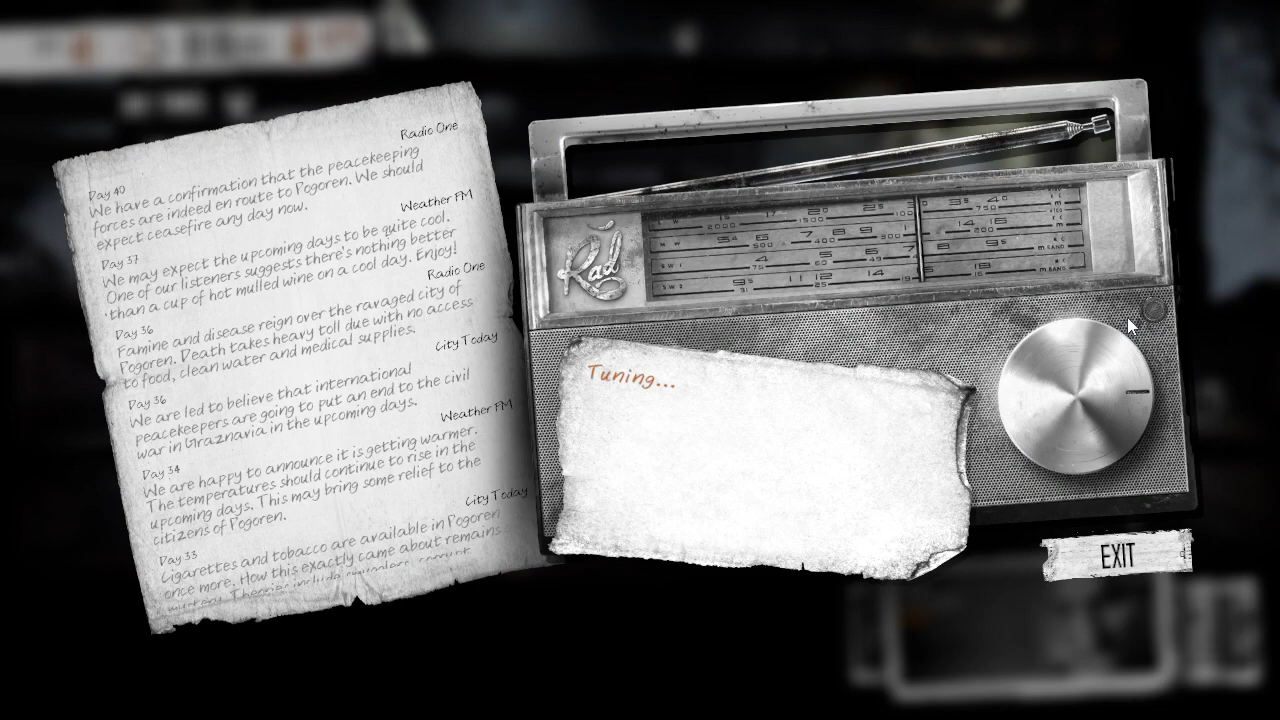 Radio One
Day 40
We have a confirmation that the peacekeeping
forces are indeed en route to Pogoren. We should
expect ceasefire any day now.
Weather FM
Day 37
We may expect the upcoming days to be quite cool.
One of our listeners suggests there's nothing better
than a cup of hot mulled wine on a cool day. Enjoy!
Radio One
Day 36
Famine and disease reign over the ravaged city of
Pogoren. Death takes heavy toll due with no access
to food, clean water and medical supplies.
City Today
Day 36
We are led to believe that international
peacekeepers are going to put an end to the civil
war in Graznavia in the upcoming days.
Weather FM
Day 34
We are happy to announce it is getting warmer.
The temperatures should continue to rise in the
upcoming days. This may bring some relief to the
citizens of Pogoren.
City Today
Day 33
Cigarettes and tobacco are available in Pogoren
once more. How this exactly came about remains
Rad
Tuning...
EXIT